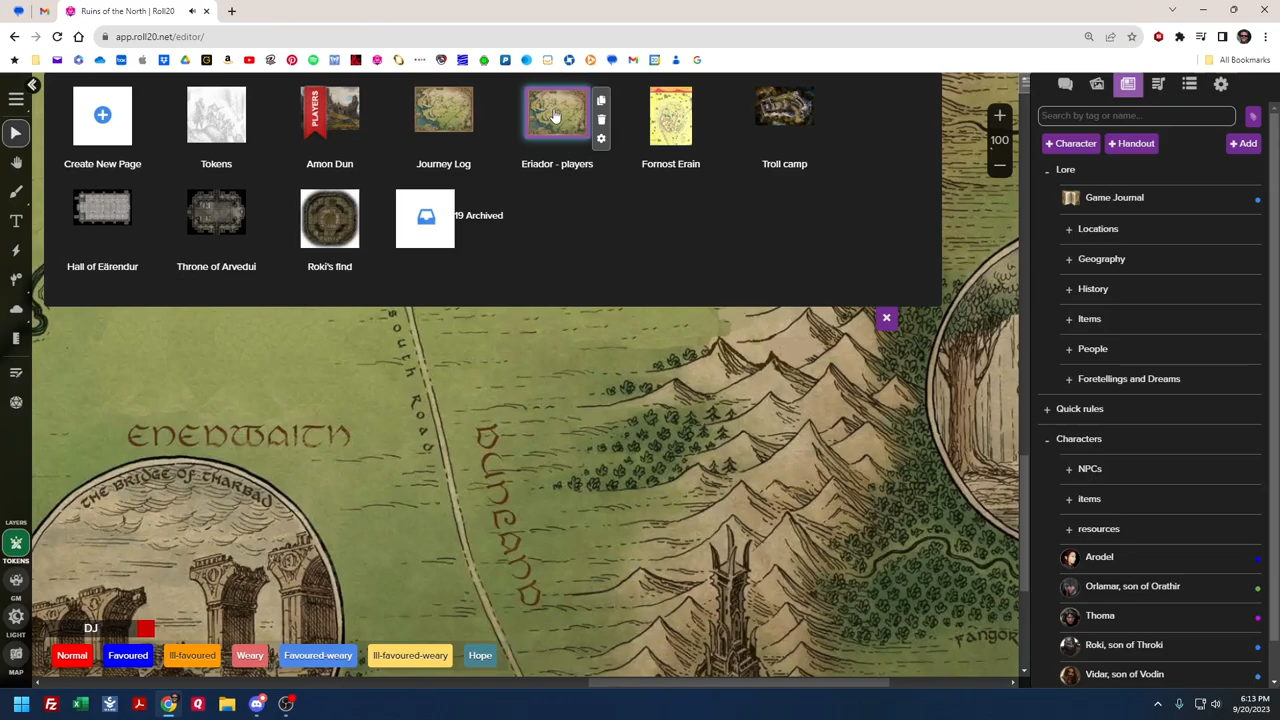 Ruins of the North | Roll20
app.roll20.net/editor/
All Bookmarks
PLAYERS
Create New Page
Tokens
Amon Dun
Journey Log
Eriador - players
Fornost Erain
Troll camp
19 Archived
Hall of Eärendur
Throne of Arvedui
Roki's find
100
Search by tag or name...
+ Character
+ Handout
+ Add
- Lore
Game Journal
+ Locations
+ Geography
+ History
+ Items
+ People
+ Foretellings and Dreams
+ Quick rules
- Characters
+ NPCs
+ items
+ resources
Arodel
Orlamar, son of Orathir
Thoma
Roki, son of Throki
Vidar, son of Vodin
south Road
ENEDWAITH
DUNLAND
THE BRIDGE OF THARBAD
LAYERS
TOKENS
GM
LIGHT
MAP
DJ
Normal
Favoured
Ill-favoured
Weary
Favoured-weary
Ill-favoured-weary
Hope
6:13 PM
9/20/2023